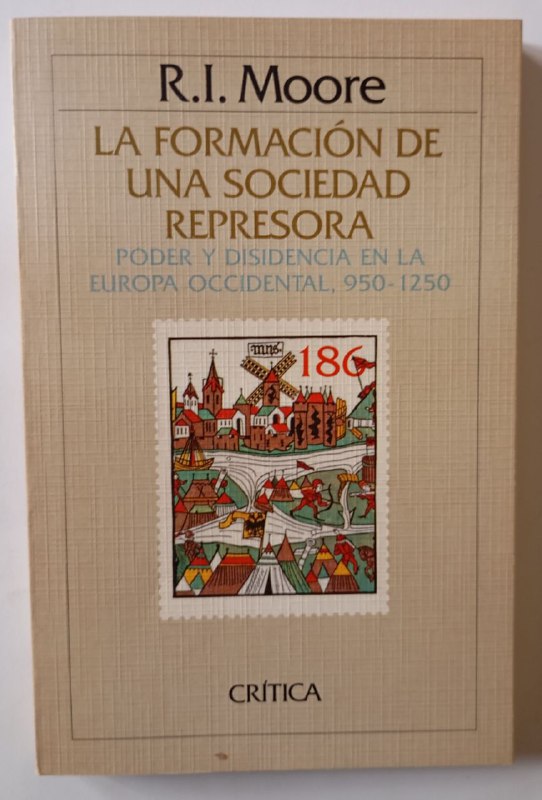 R.I. Moore
LA FORMACIÓN DE
UNA SOCIEDAD
REPRESORA
PODER Y DISIDENCIA EN LA
EUROPA OCCIDENTAL, 950-1250
186
CRÍTICA